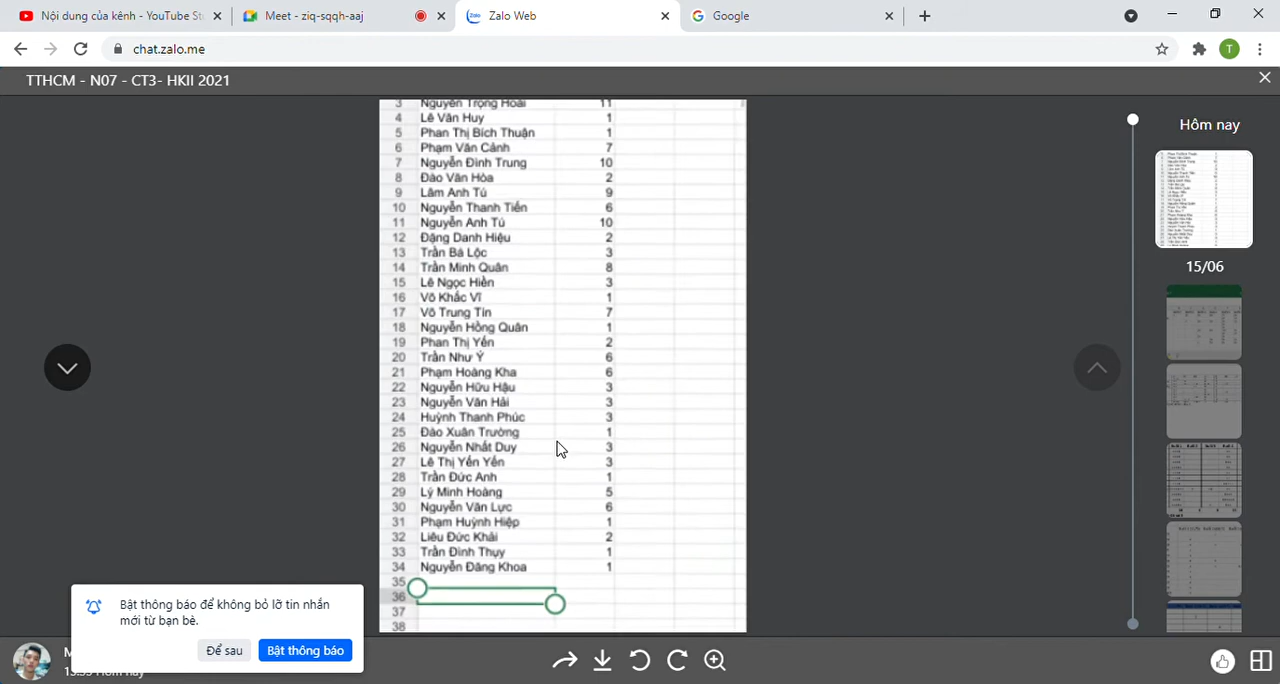 Nội dung của kênh - YouTube St
Meet - ziq-sqqh-aaj
Zalo Web
Google
chat.zalo.me
T
TTHCM - N07 - CT3- HKII 2021
Hôm nay
15/06
3 Nguyễn Trọng Hoài 11
4 Lê Văn Huy 1
5 Phan Thị Bích Thuận 1
6 Phạm Văn Cảnh 7
7 Nguyễn Đình Trung 10
8 Đào Văn Hòa 2
9 Lâm Anh Tú 9
10 Nguyễn Thanh Tiến 6
11 Nguyễn Anh Tú 10
12 Đặng Danh Hiệu 2
13 Trần Bá Lộc 3
14 Trần Minh Quân 8
15 Lê Ngọc Hiền 3
16 Võ Khắc Vĩ 1
17 Võ Trung Tín 7
18 Nguyễn Hồng Quân 1
19 Phan Thị Yến 2
20 Trần Như Ý 6
21 Phạm Hoàng Kha 6
22 Nguyễn Hữu Hậu 3
23 Nguyễn Văn Hải 3
24 Huỳnh Thanh Phúc 3
25 Đào Xuân Trường 1
26 Nguyễn Nhất Duy 3
27 Lê Thị Yến Yến 3
28 Trần Đức Anh 1
29 Lý Minh Hoàng 5
30 Nguyễn Văn Lực 6
31 Phạm Huỳnh Hiệp 1
32 Liêu Đức Khải 2
33 Trần Đình Thụy 1
34 Nguyễn Đăng Khoa 1
35
36
37
38
Bật thông báo để không bỏ lỡ tin nhắn
mới từ bạn bè.
Để sau
Bật thông báo